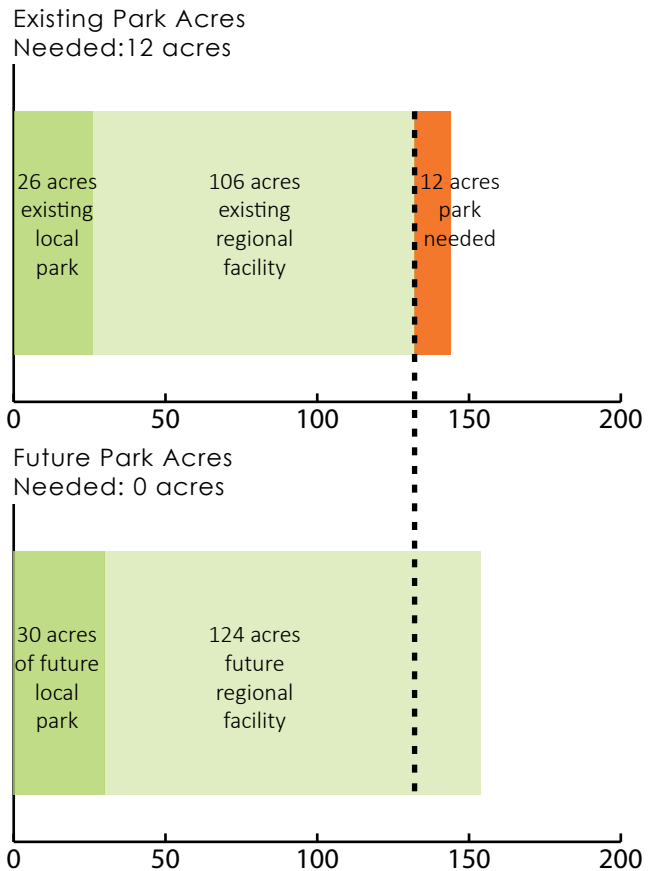 Existing Park Acres
Needed:12 acres
26 acres
existing
local
park
106 acres
existing
regional
facility
12 acres
park
needed
0 50 100 150 200
Future Park Acres
Needed: 0 acres
30 acres
of future
local
park
124 acres
future
regional
facility
0 50 100 150 200